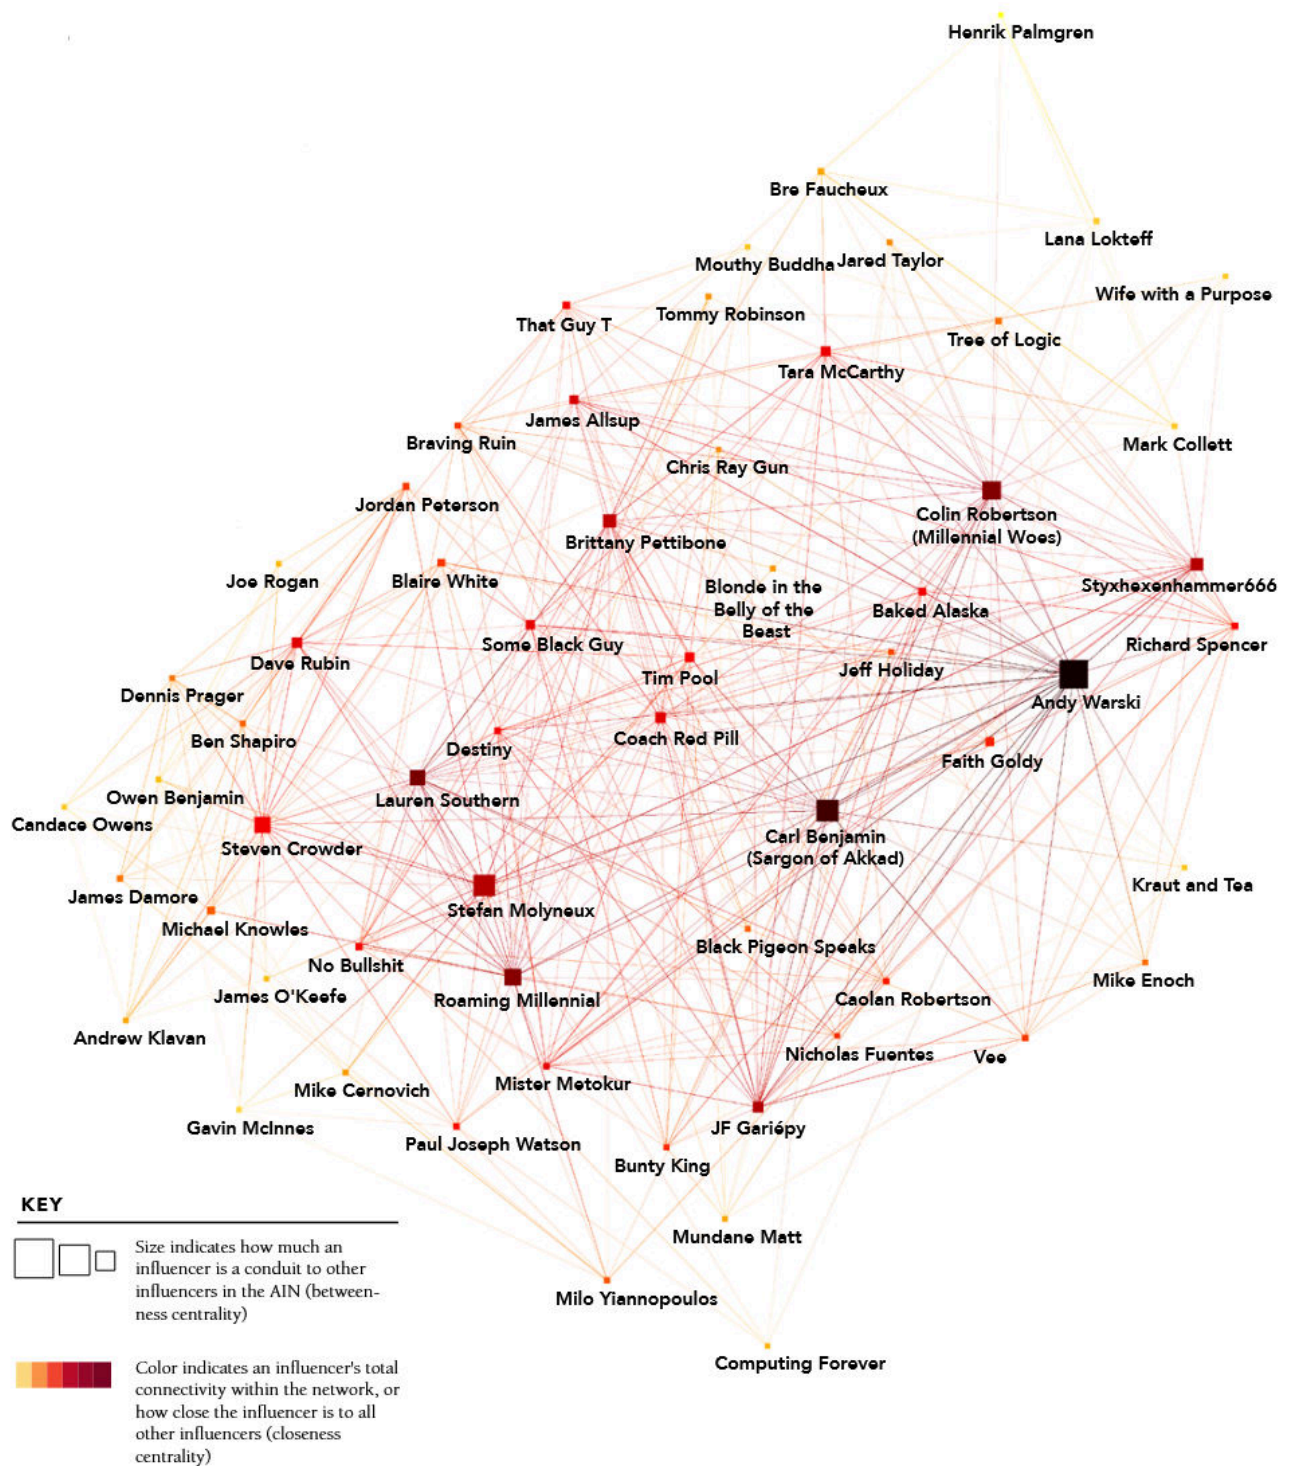 Henrik Palmgren
Bre Faucheux
Lana Lokteff
Mouthy Buddha
Jared Taylor
Wife with a Purpose
Tommy Robinson
That Guy T
Tree of Logic
Tara McCarthy
James Allsup
Braving Ruin
Mark Collett
Chris Ray Gun
Jordan Peterson
Colin Robertson
(Millennial Woes)
Brittany Pettibone
Joe Rogan
Blaire White
Blonde in the
Belly of the
Beast
Styxhexenhammer666
Baked Alaska
Some Black Guy
Richard Spencer
Dave Rubin
Jeff Holiday
Tim Pool
Dennis Prager
Andy Warski
Ben Shapiro
Coach Red Pill
Destiny
Faith Goldy
Owen Benjamin
Lauren Southern
Candace Owens
Carl Benjamin
(Sargon of Akkad)
Steven Crowder
Kraut and Tea
James Damore
Stefan Molyneux
Michael Knowles
Black Pigeon Speaks
No Bullshit
Mike Enoch
James O'Keefe
Roaming Millennial
Caolan Robertson
Andrew Klavan
Nicholas Fuentes
Vee
Mister Metokur
Mike Cernovich
Gavin McInnes
JF Gariépy
Paul Joseph Watson
Bunty King
Mundane Matt
Milo Yiannopoulos
Computing Forever
KEY
Size indicates how much an
influencer is a conduit to other
influencers in the AIN (between-
ness centrality)
Color indicates an influencer's total
connectivity within the network, or
how close the influencer is to all
other influencers (closeness
centrality)